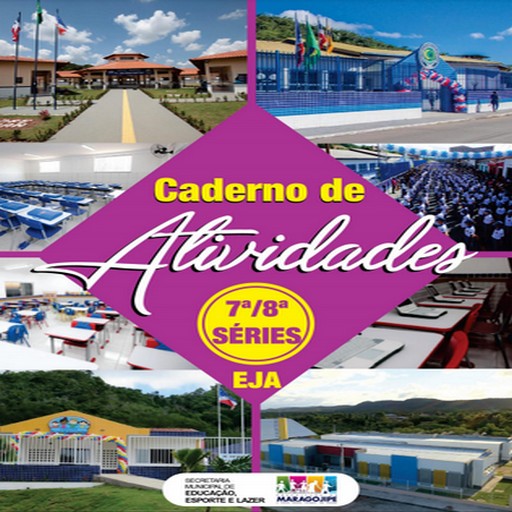 Caderno de
Atividades
7ª/8ª
SÉRIES
EJA
SECRETARIA
MUNICIPAL DE
EDUCAÇÃO,
ESPORTE E LAZER
MARAGOJIPE